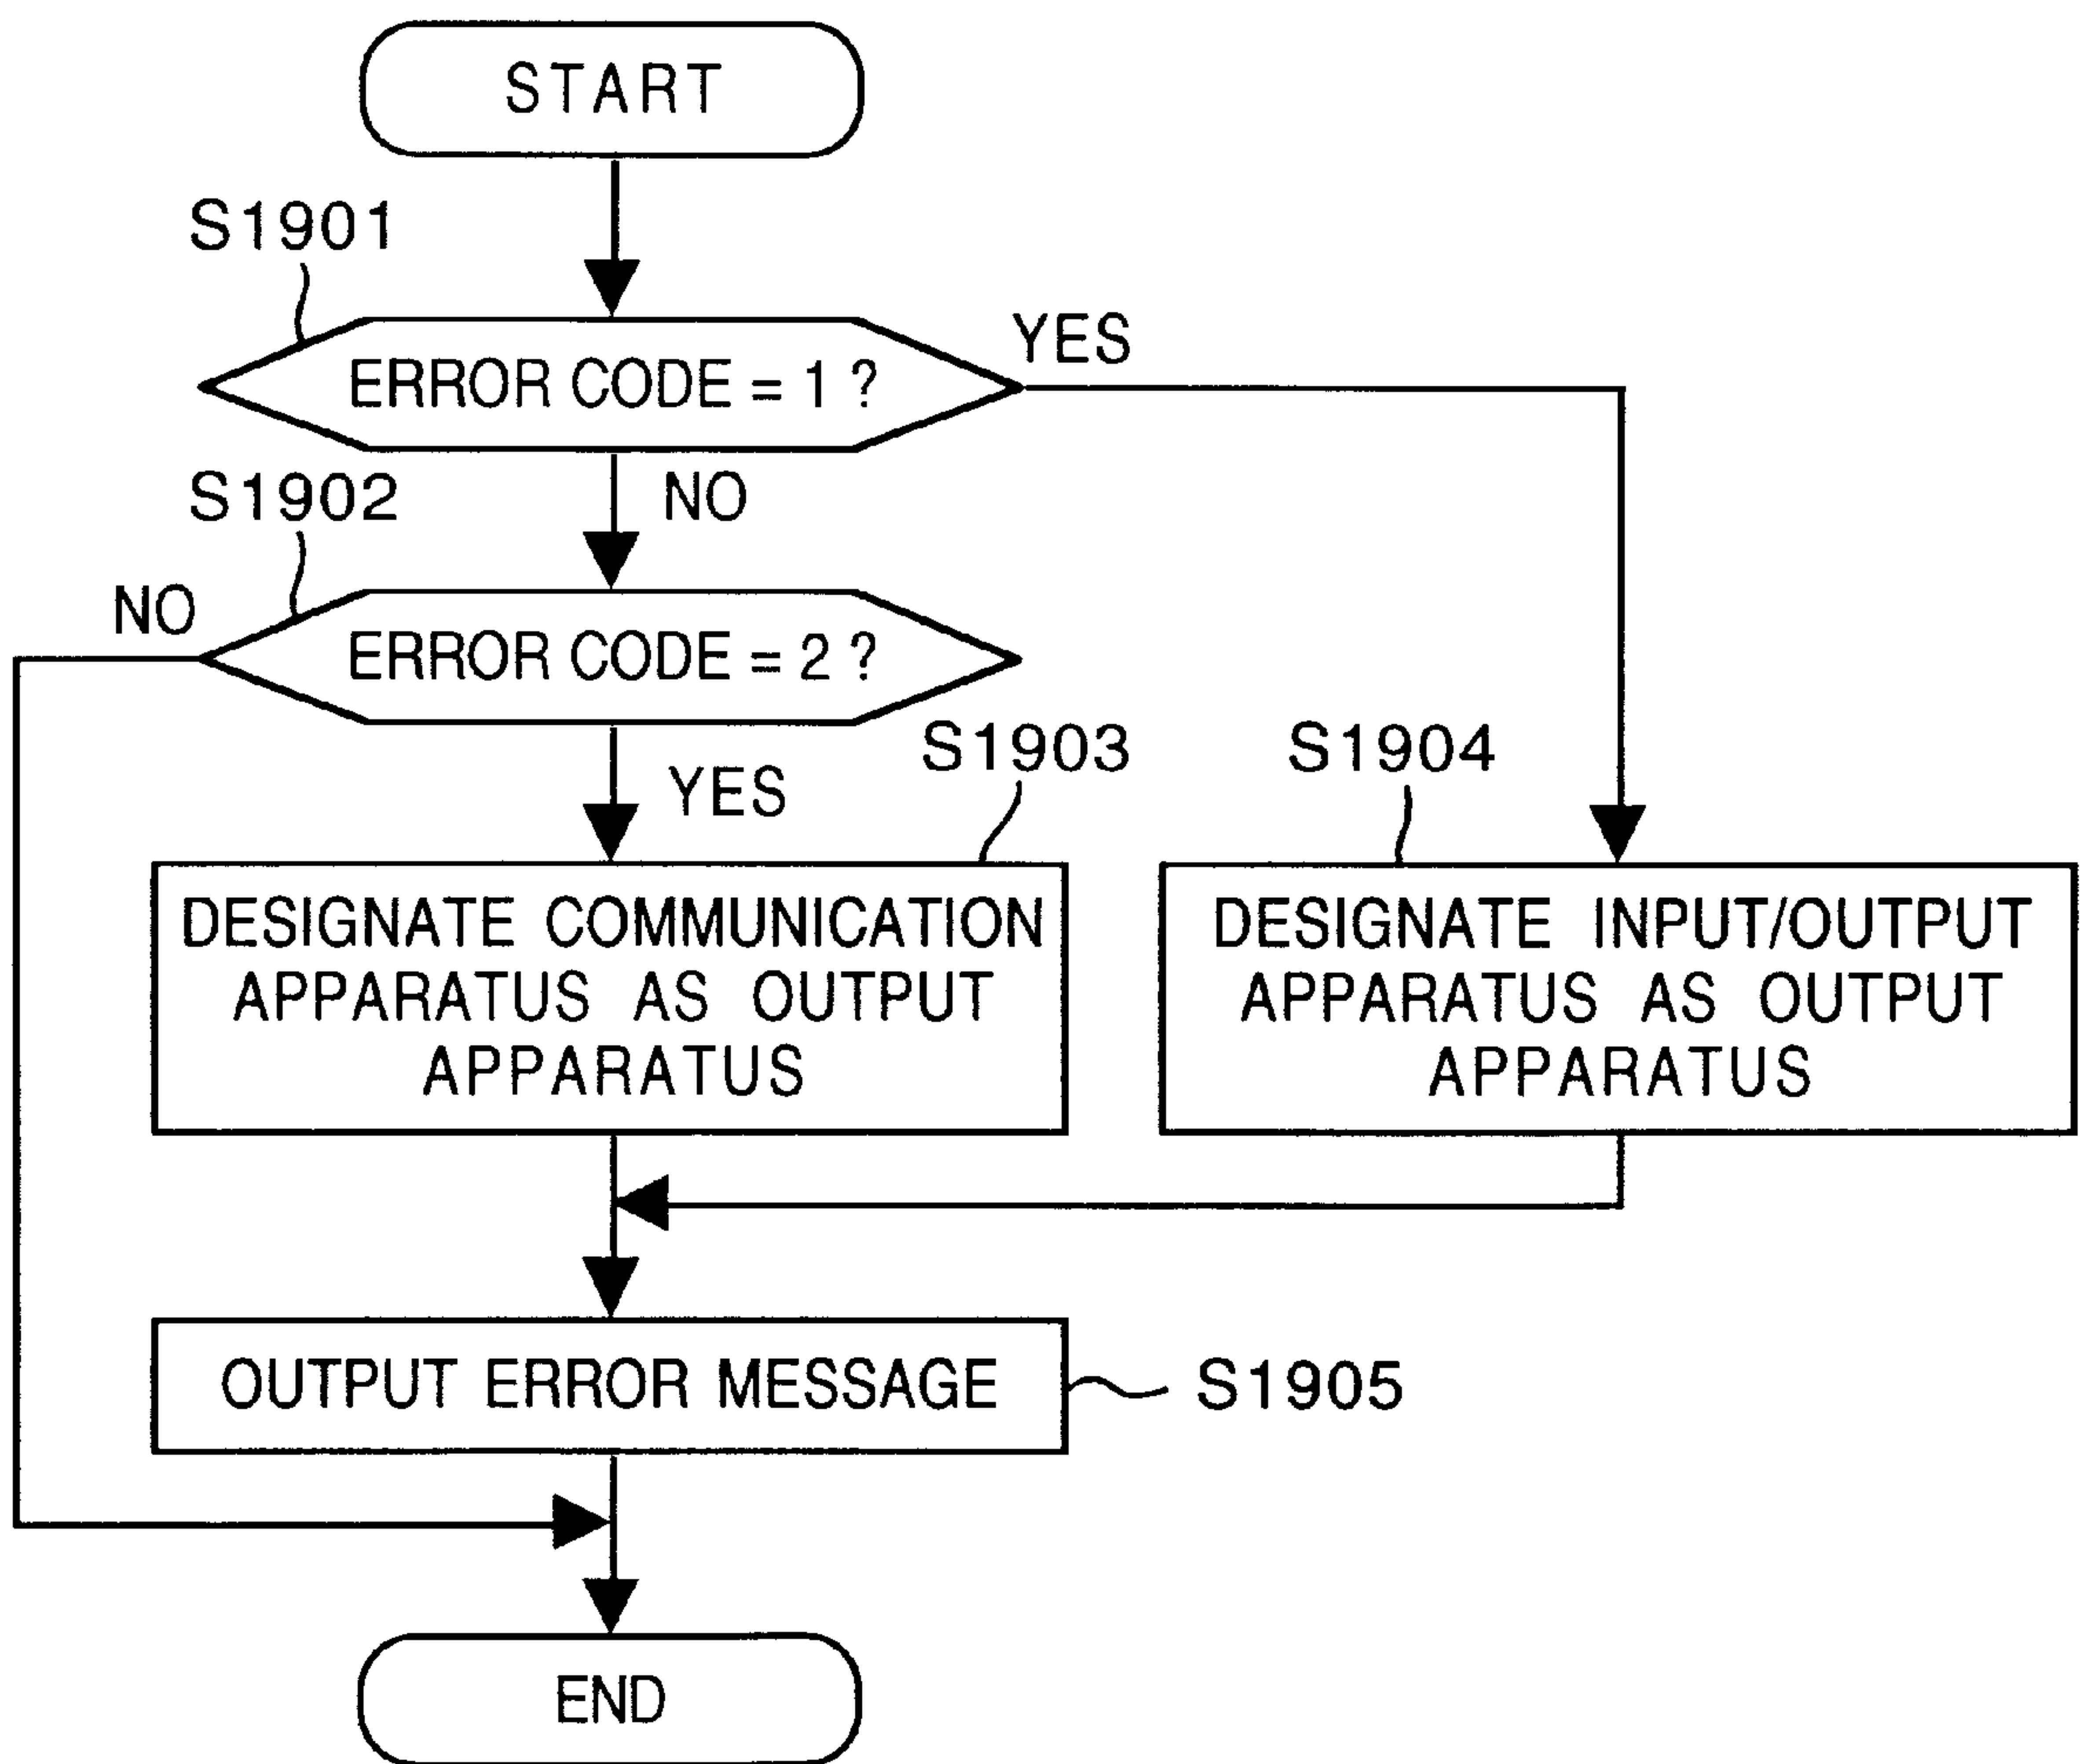 START
S1901
ERROR CODE = 1 ?
YES
NO
S1902
NO
ERROR CODE = 2 ?
YES
S1903
DESIGNATE COMMUNICATION
APPARATUS AS OUTPUT
APPARATUS
S1904
DESIGNATE INPUT/OUTPUT
APPARATUS AS OUTPUT
APPARATUS
OUTPUT ERROR MESSAGE
S1905
END